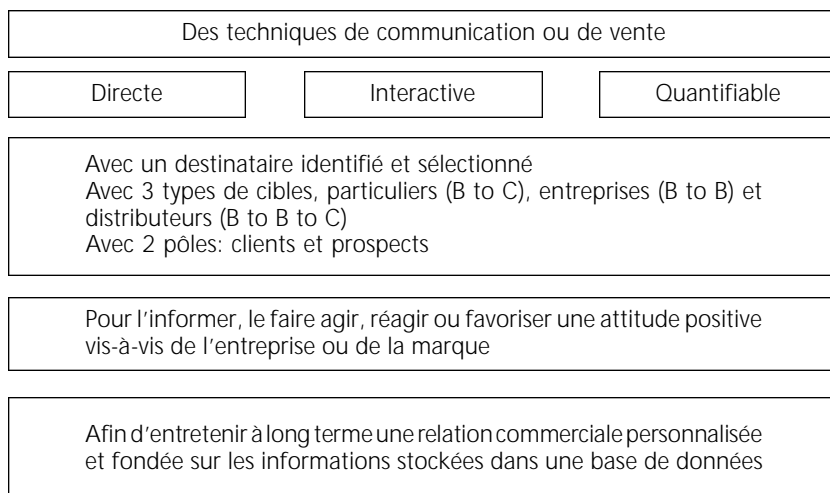 Des techniques de communication ou de vente
Directe
Interactive
Quantifiable
Avec un destinataire identifié et sélectionné
Avec 3 types de cibles, particuliers (B to C), entreprises (B to B) et
distributeurs (B to B to C)
Avec 2 pôles: clients et prospects
Pour l'informer, le faire agir, réagir ou favoriser une attitude positive
vis-à-vis de l'entreprise ou de la marque
Afin d'entretenir à long terme une relation commerciale personnalisée
et fondée sur les informations stockées dans une base de données